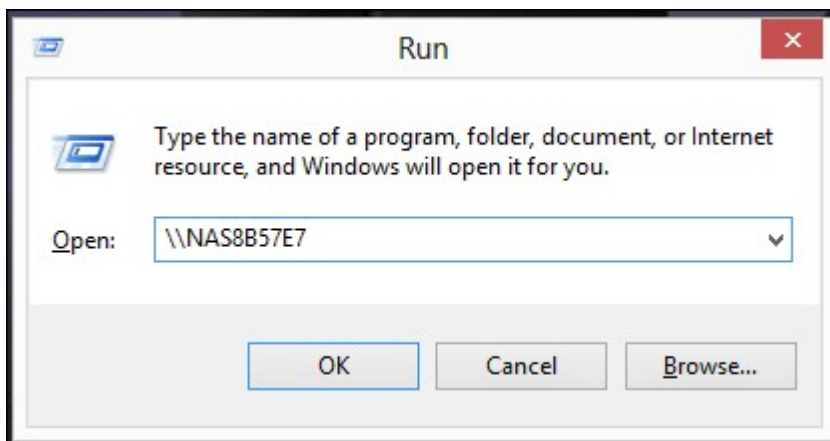 Run
Type the name of a program, folder, document, or Internet
resource, and Windows will open it for you.
Open: \\NAS8B57E7
OK Cancel Browse...